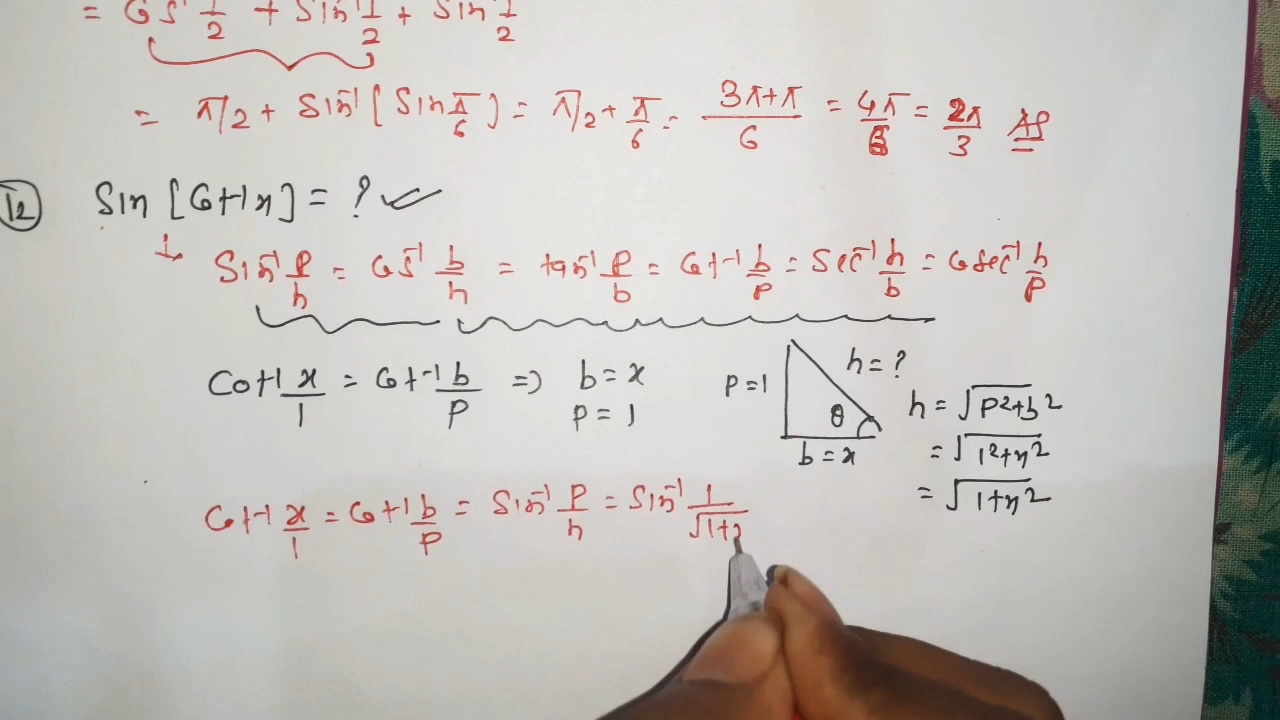 = Cos⁻¹ 1/2 + Sin⁻¹ 1/2 + Sin⁻¹ 1/2
= π/2 + Sin⁻¹ [Sin π/6] = π/2 + π/6 = (3π+π)/6 = 4π/6 = 2π/3 As
12 Sin [Cot⁻¹x] = ? ✓
Sin⁻¹ p/h = Cos⁻¹ b/h = tan⁻¹ p/b = Cot⁻¹ b/p = Sec⁻¹ h/b = Cosec⁻¹ h/p
Cot⁻¹ x/1 = Cot⁻¹ b/p ⇒ b = x
p = 1
p = 1
h = ?
θ
b = x
h = √(p²+b²)
= √(1²+x²)
= √(1+x²)
Cot⁻¹ x/1 = Cot⁻¹ b/p = Sin⁻¹ p/h = Sin⁻¹ 1/√1+